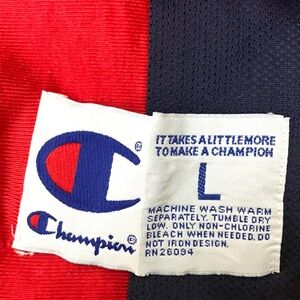 Champion®
®
IT TAKES A LITTLE MORE
TO MAKE A CHAMPION
L
MACHINE WASH WARM
SEPARATELY. TUMBLE DRY
LOW. ONLY NON-CHLORINE
BLEACH WHEN NEEDED. DO
NOT IRON DESIGN.
RN26094